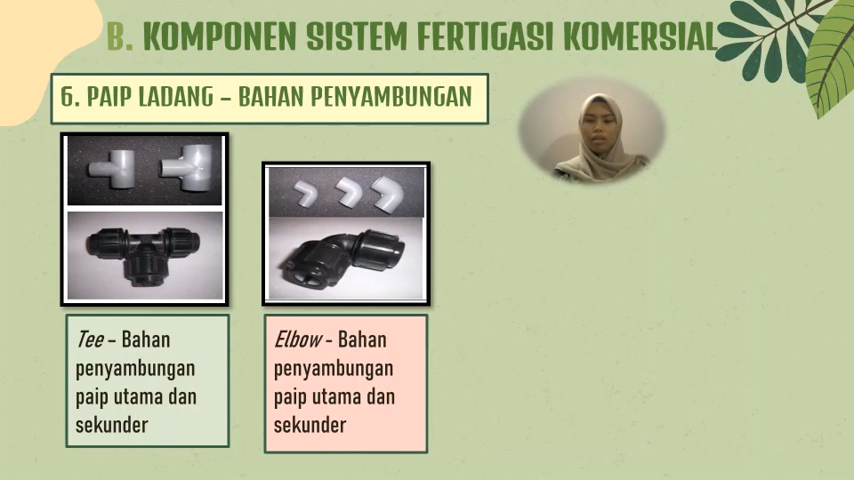 B. KOMPONEN SISTEM FERTIGASI KOMERSIAL
6. PAIP LADANG – BAHAN PENYAMBUNGAN
Tee – Bahan
penyambungan
paip utama dan
sekunder
Elbow - Bahan
penyambungan
paip utama dan
sekunder